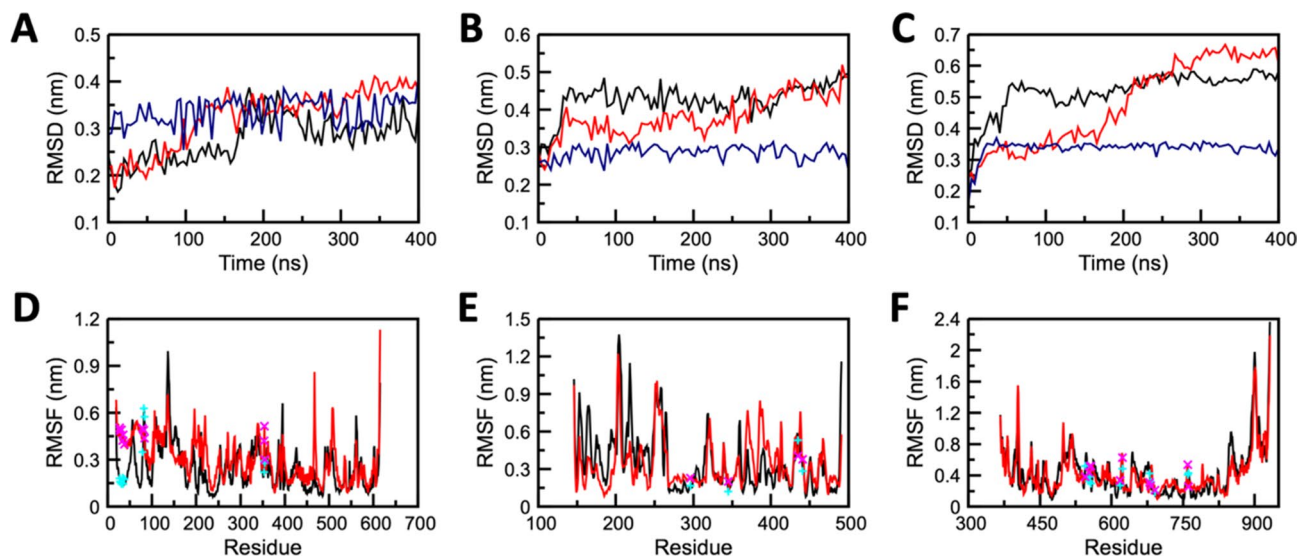 A
RMSD (nm)
0.5
0.4
0.3
0.2
0.1
0 100 200 300 400
Time (ns)
B
RMSD (nm)
0.6
0.5
0.4
0.3
0.2
0.1
0 100 200 300 400
Time (ns)
C
RMSD (nm)
0.7
0.6
0.5
0.4
0.3
0.2
0.1
0 100 200 300 400
Time (ns)
D
RMSF (nm)
1.2
0.9
0.6
0.3
0
0 100 200 300 400 500 600 700
Residue
E
RMSF (nm)
1.5
1.2
0.9
0.6
0.3
0
100 200 300 400 500
Residue
F
RMSF (nm)
2.4
2
1.6
1.2
0.8
0.4
0
300 450 600 750 900
Residue